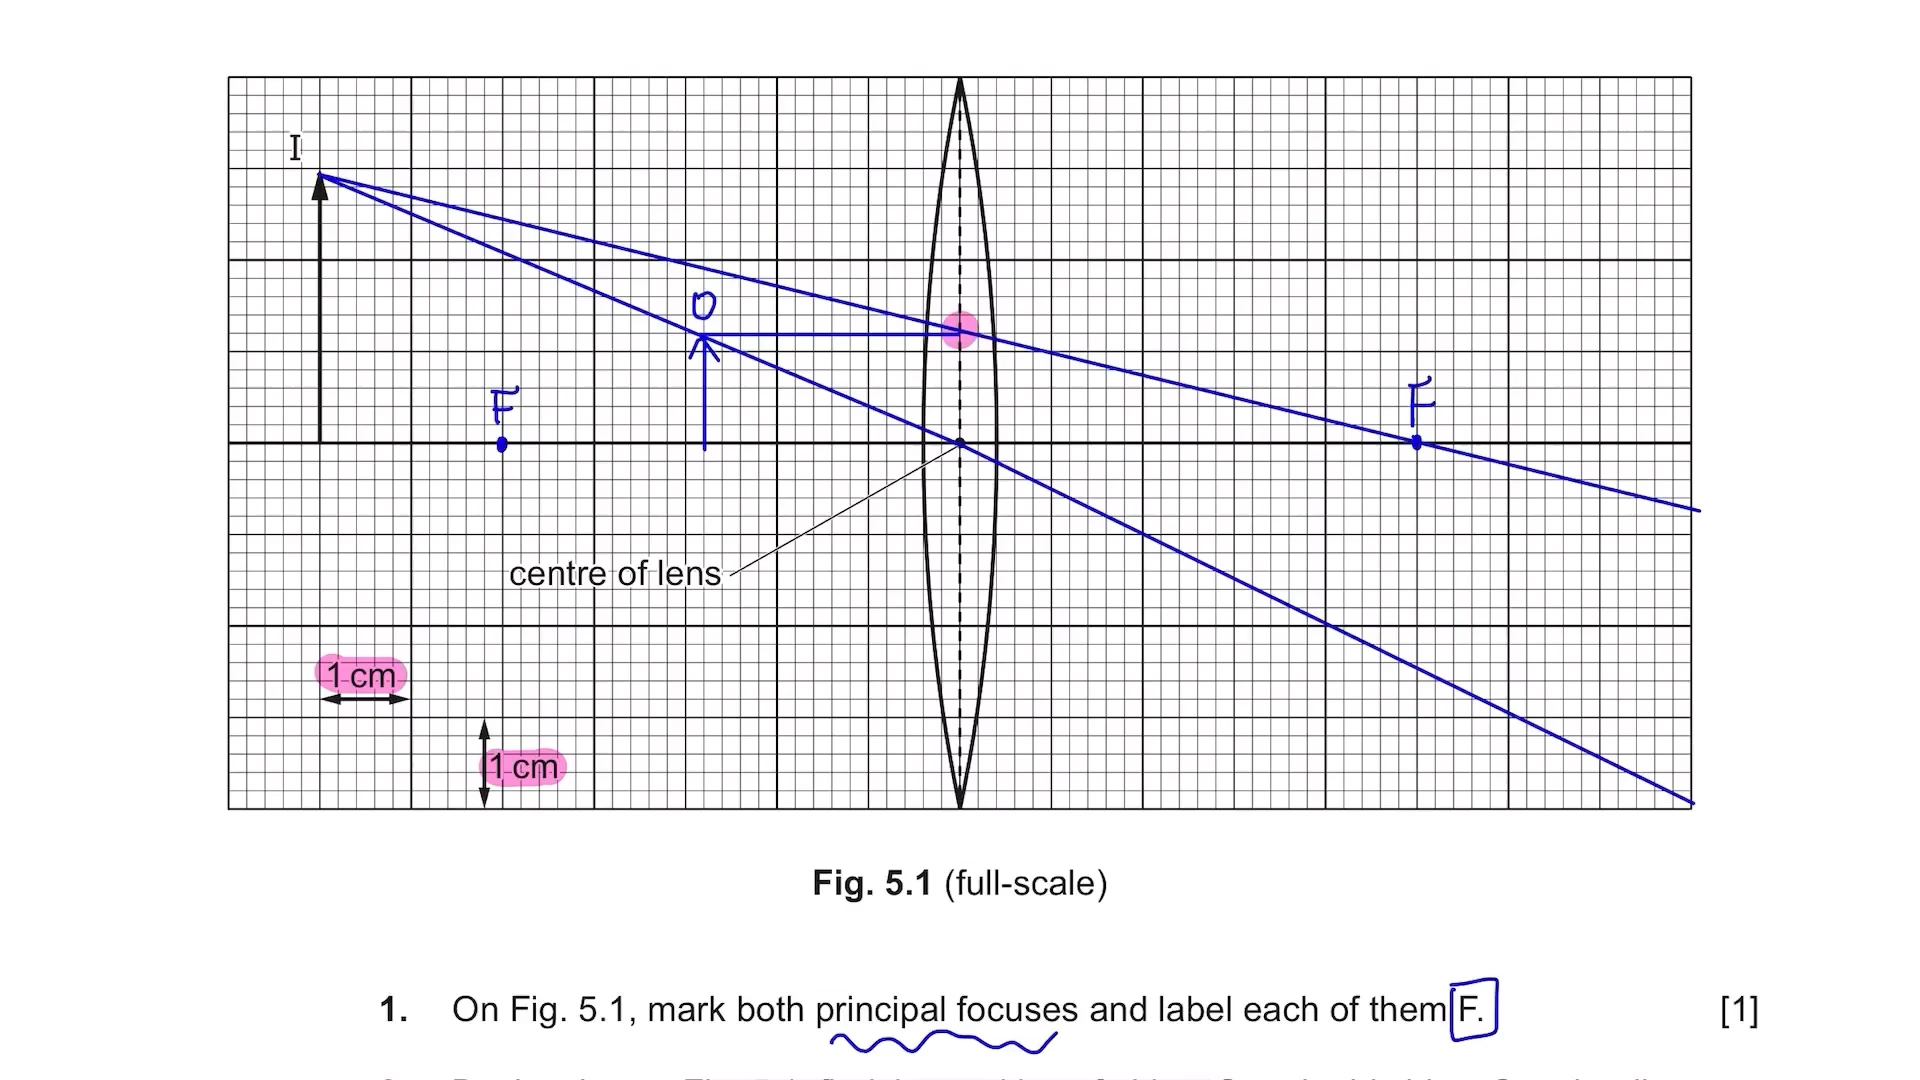 I
O
F
F
centre of lens
1 cm
1 cm
Fig. 5.1 (full-scale)
1. On Fig. 5.1, mark both principal focuses and label each of them F. [1]